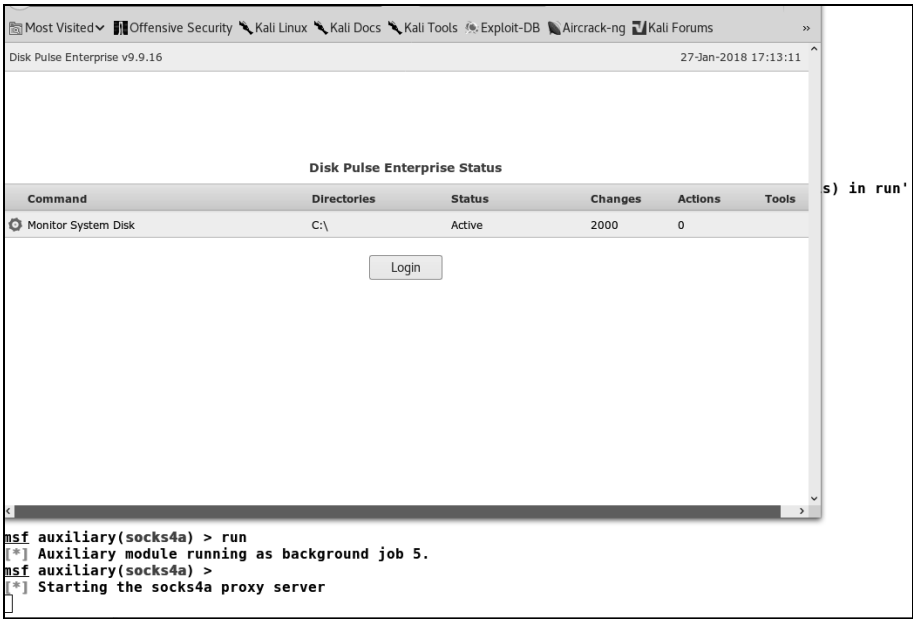 Most Visited Offensive Security Kali Linux Kali Docs Kali Tools Exploit-DB Aircrack-ng Kali Forums »
Disk Pulse Enterprise v9.9.16 27-Jan-2018 17:13:11
Disk Pulse Enterprise Status
s) in run'
Command Directories Status Changes Actions Tools
Monitor System Disk C:\ Active 2000 0
Login
msf auxiliary(socks4a) > run
[*] Auxiliary module running as background job 5.
msf auxiliary(socks4a) >
[*] Starting the socks4a proxy server